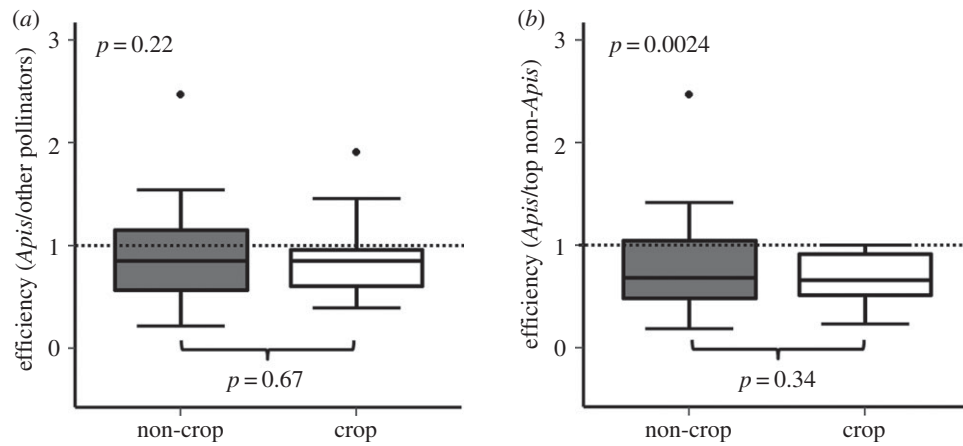 (a)
p = 0.22
3
2
1
0
efficiency (Apis/other pollinators)
p = 0.67
non-crop
crop
(b)
p = 0.0024
3
2
1
0
efficiency (Apis/top non-Apis)
p = 0.34
non-crop
crop